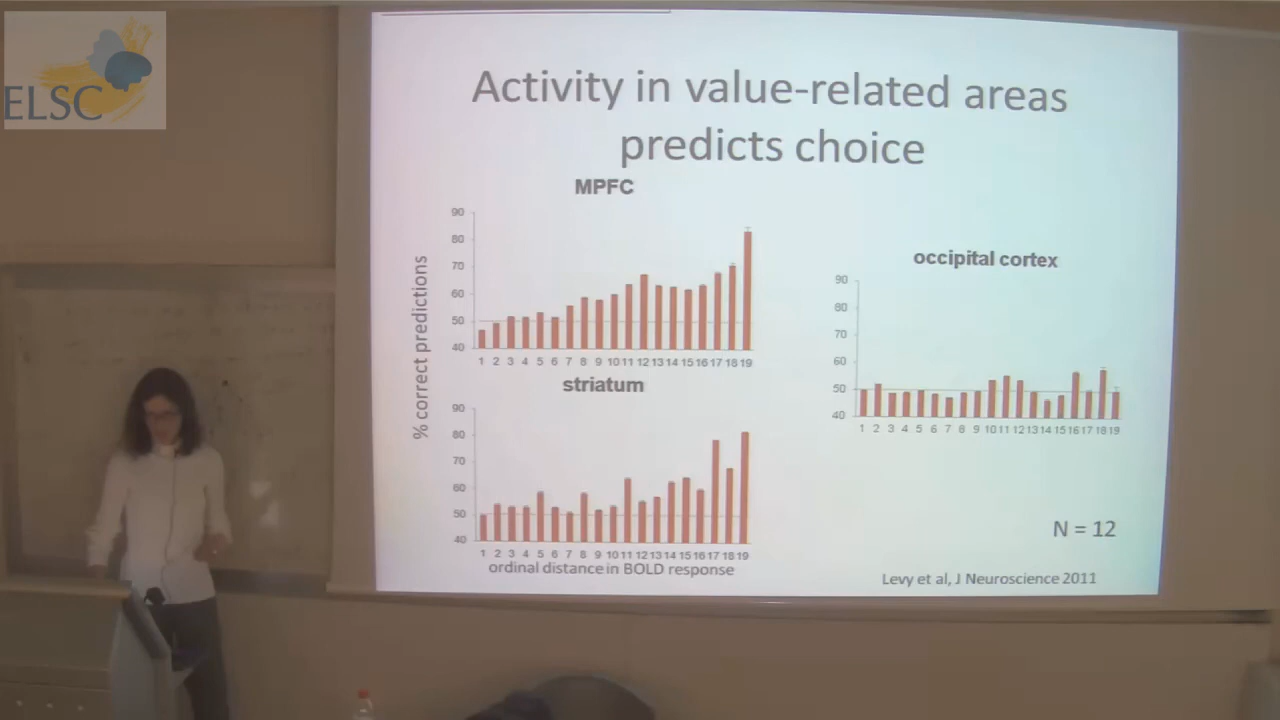 ELSC
Activity in value-related areas
predicts choice
MPFC
% correct predictions
90
80
70
60
50
40
1 2 3 4 5 6 7 8 9 10 11 12 13 14 15 16 17 18 19
striatum
90
80
70
60
50
40
1 2 3 4 5 6 7 8 9 10 11 12 13 14 15 16 17 18 19
ordinal distance in BOLD response
occipital cortex
90
80
70
60
50
40
1 2 3 4 5 6 7 8 9 10 11 12 13 14 15 16 17 18 19
N = 12
Levy et al, J Neuroscience 2011